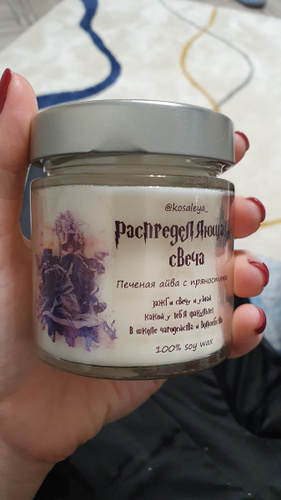 @kosaleya_
Распределяющая
свеча
Печеная айва с пряностями
зажги свечу и узнай
какой у тебя факультет
в школе чародейства и волшебства
100% soy wax